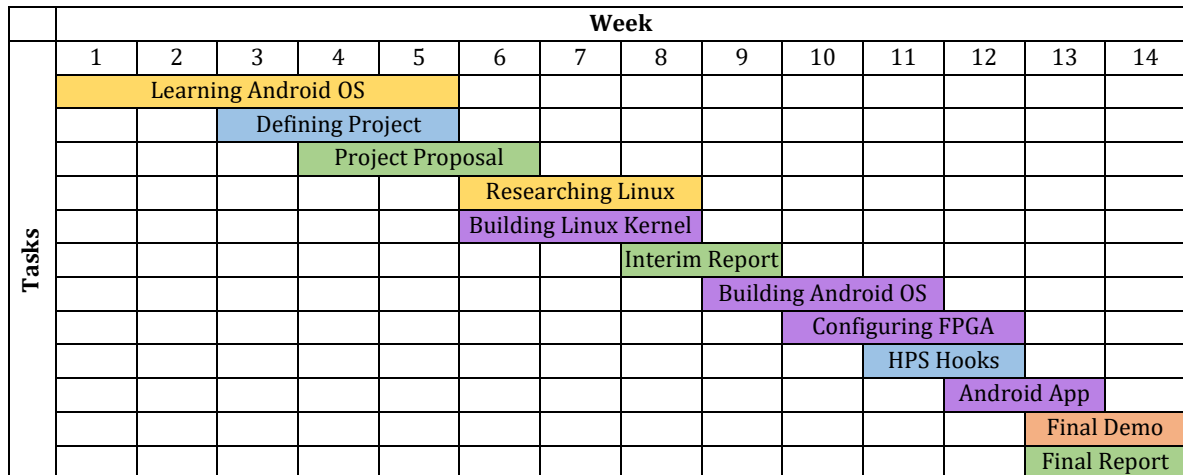 Week
Tasks
1 2 3 4 5 6 7 8 9 10 11 12 13 14
Learning Android OS
Defining Project
Project Proposal
Researching Linux
Building Linux Kernel
Interim Report
Building Android OS
Configuring FPGA
HPS Hooks
Android App
Final Demo
Final Report